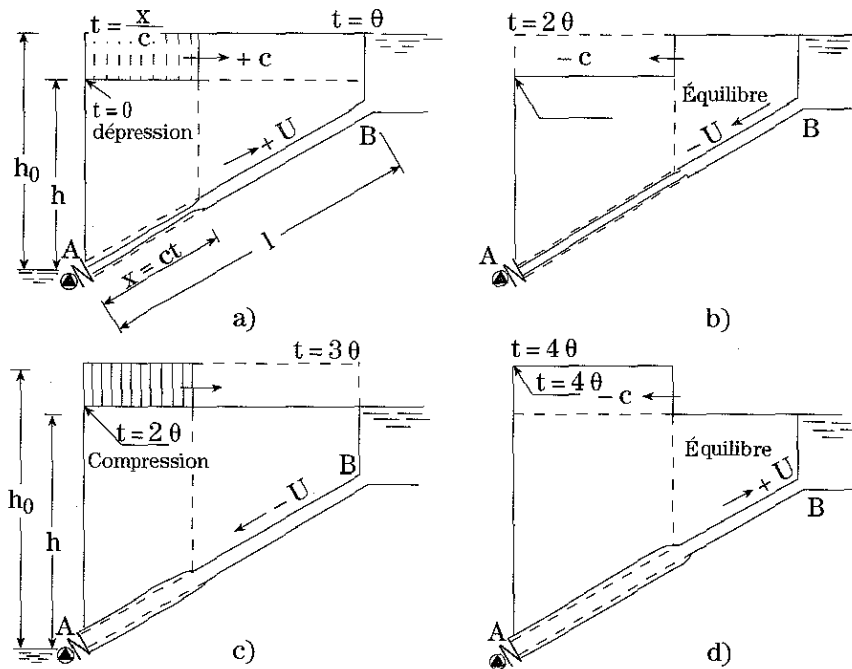 t = x/c
t = θ
+ c
t = 0
dépression
h₀
h
+ U
B
A
x = ct
l
a)
t = 2 θ
– c
Équilibre
– U
B
A
b)
t = 3 θ
t = 2 θ
Compression
h₀
h
B
– U
A
c)
t = 4 θ
t = 4 θ
– c
Équilibre
+ U
B
A
d)